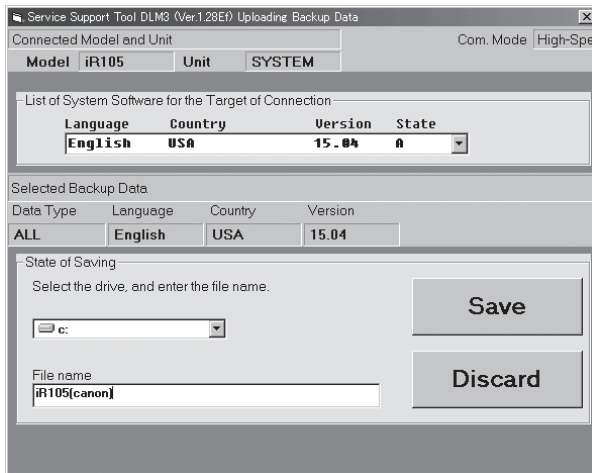 Service Support Tool DLM3 (Ver.1.28Ef) Uploading Backup Data
Connected Model and Unit Com. Mode High-Spe
Model iR105 Unit SYSTEM
List of System Software for the Target of Connection
Language Country Version State
English USA 15.04 A
Selected Backup Data
Data Type Language Country Version
ALL English USA 15.04
State of Saving
Select the drive, and enter the file name.
Save
c:
Discard
File name
iR105(canon)